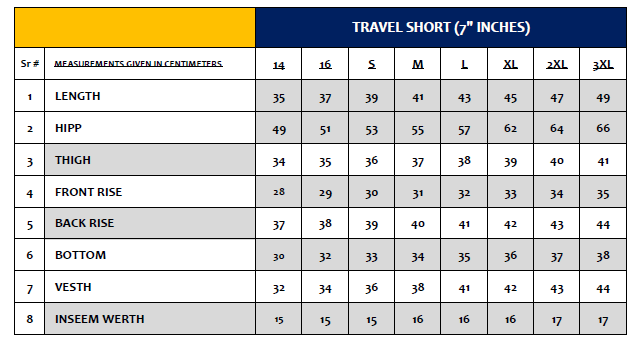 TRAVEL SHORT (7" INCHES)
Sr # MEASUREMENTS GIVEN IN CENTIMETERS 14 16 S M L XL 2XL 3XL
1 LENGTH 35 37 39 41 43 45 47 49
2 HIPP 49 51 53 55 57 62 64 66
3 THIGH 34 35 36 37 38 39 40 41
4 FRONT RISE 28 29 30 31 32 33 34 35
5 BACK RISE 37 38 39 40 41 42 43 44
6 BOTTOM 30 32 33 34 35 36 37 38
7 VESTH 32 34 36 38 41 42 43 44
8 INSEEM WERTH 15 15 15 16 16 16 17 17